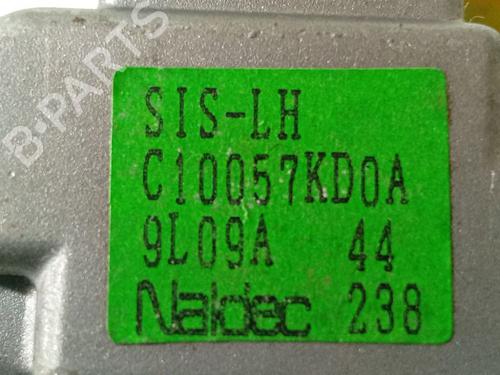 B-PARTS
SIS-LH
C10057KD0A
9L09A 44
Naldec 238